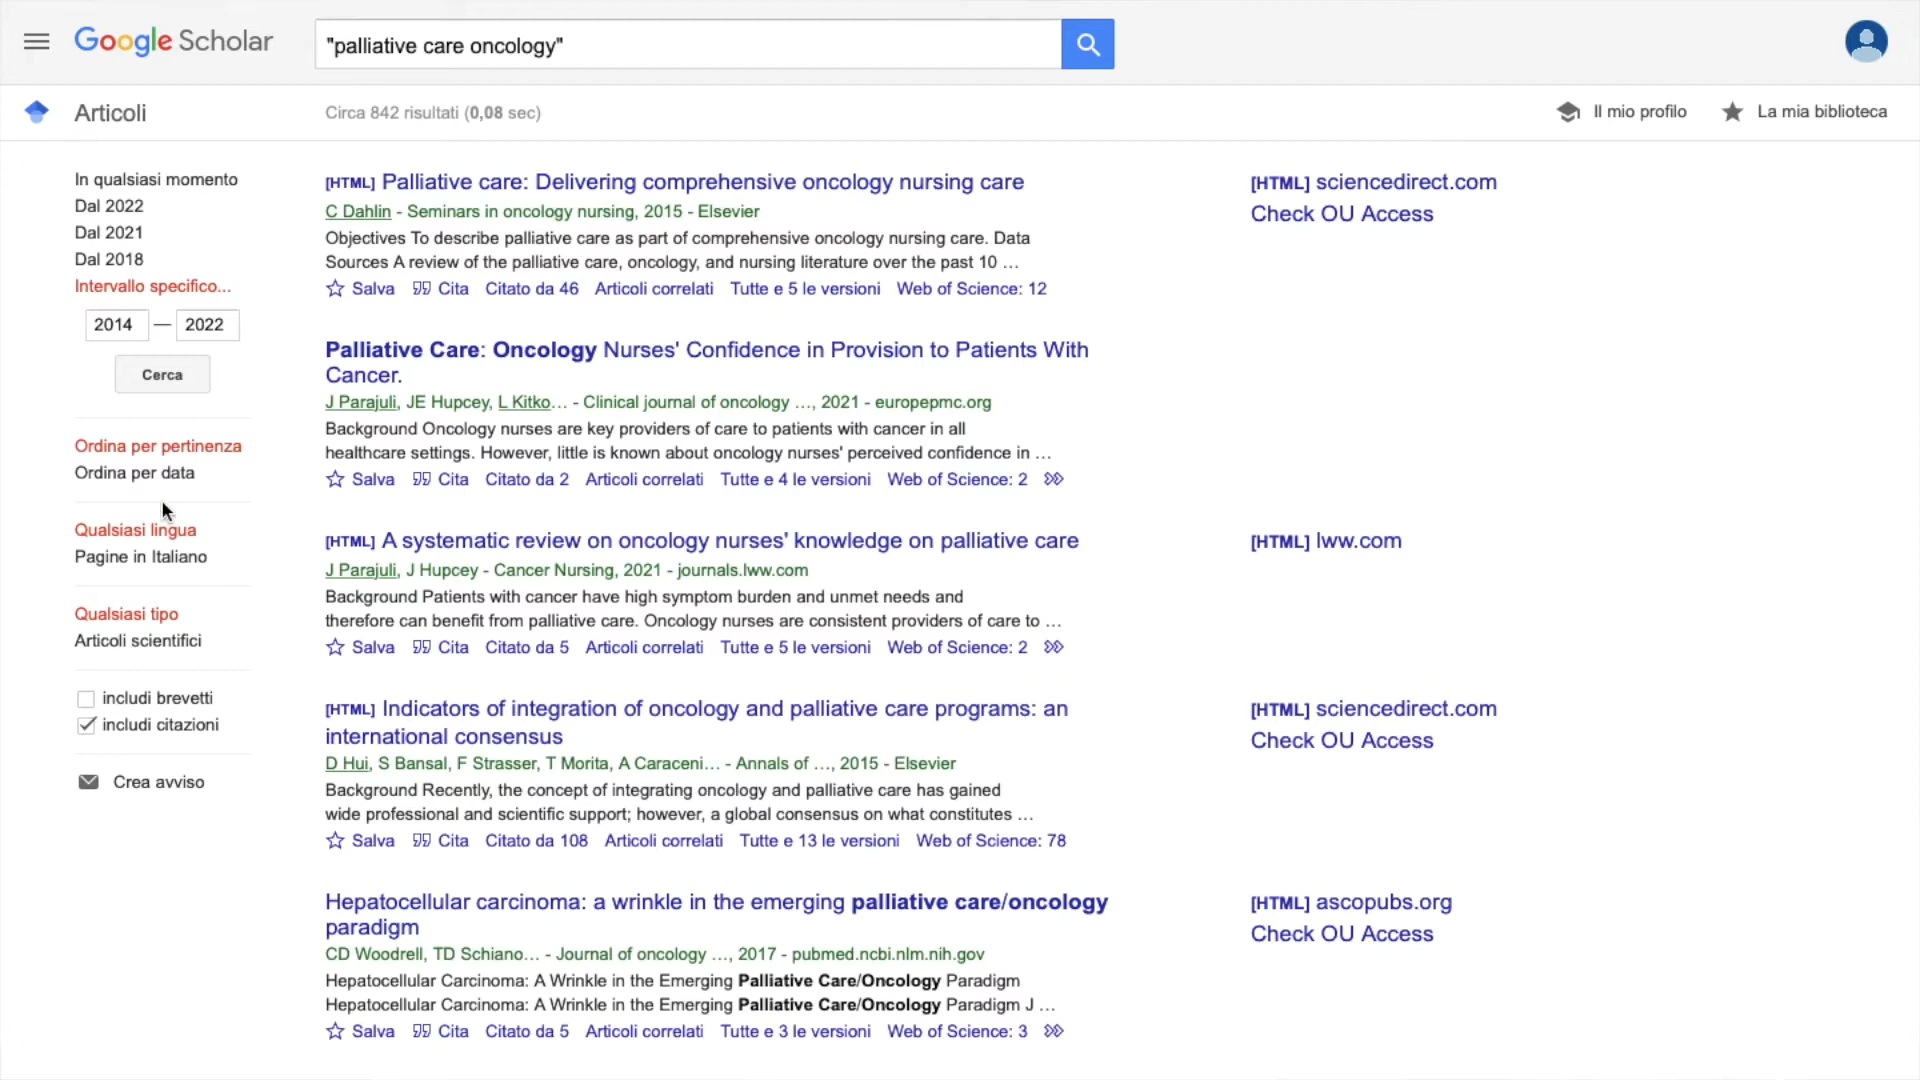 Google Scholar
"palliative care oncology"
Articoli
Circa 842 risultati (0,08 sec)
Il mio profilo
La mia biblioteca
In qualsiasi momento
Dal 2022
Dal 2021
Dal 2018
Intervallo specifico...
2014 — 2022
Cerca
Ordina per pertinenza
Ordina per data
Qualsiasi lingua
Pagine in Italiano
Qualsiasi tipo
Articoli scientifici
includi brevetti
includi citazioni
Crea avviso
[HTML] Palliative care: Delivering comprehensive oncology nursing care
C Dahlin - Seminars in oncology nursing, 2015 - Elsevier
Objectives To describe palliative care as part of comprehensive oncology nursing care. Data
Sources A review of the palliative care, oncology, and nursing literature over the past 10 …
Salva Cita Citato da 46 Articoli correlati Tutte e 5 le versioni Web of Science: 12
[HTML] sciencedirect.com
Check OU Access
Palliative Care: Oncology Nurses' Confidence in Provision to Patients With
Cancer.
J Parajuli, JE Hupcey, L Kitko… - Clinical journal of oncology …, 2021 - europepmc.org
Background Oncology nurses are key providers of care to patients with cancer in all
healthcare settings. However, little is known about oncology nurses' perceived confidence in …
Salva Cita Citato da 2 Articoli correlati Tutte e 4 le versioni Web of Science: 2
[HTML] A systematic review on oncology nurses' knowledge on palliative care
J Parajuli, J Hupcey - Cancer Nursing, 2021 - journals.lww.com
Background Patients with cancer have high symptom burden and unmet needs and
therefore can benefit from palliative care. Oncology nurses are consistent providers of care to …
Salva Cita Citato da 5 Articoli correlati Tutte e 5 le versioni Web of Science: 2
[HTML] lww.com
[HTML] Indicators of integration of oncology and palliative care programs: an
international consensus
D Hui, S Bansal, F Strasser, T Morita, A Caraceni… - Annals of …, 2015 - Elsevier
Background Recently, the concept of integrating oncology and palliative care has gained
wide professional and scientific support; however, a global consensus on what constitutes …
Salva Cita Citato da 108 Articoli correlati Tutte e 13 le versioni Web of Science: 78
[HTML] sciencedirect.com
Check OU Access
Hepatocellular carcinoma: a wrinkle in the emerging palliative care/oncology
paradigm
CD Woodrell, TD Schiano… - Journal of oncology …, 2017 - pubmed.ncbi.nlm.nih.gov
Hepatocellular Carcinoma: A Wrinkle in the Emerging Palliative Care/Oncology Paradigm
Hepatocellular Carcinoma: A Wrinkle in the Emerging Palliative Care/Oncology Paradigm J …
Salva Cita Citato da 5 Articoli correlati Tutte e 3 le versioni Web of Science: 3
[HTML] ascopubs.org
Check OU Access